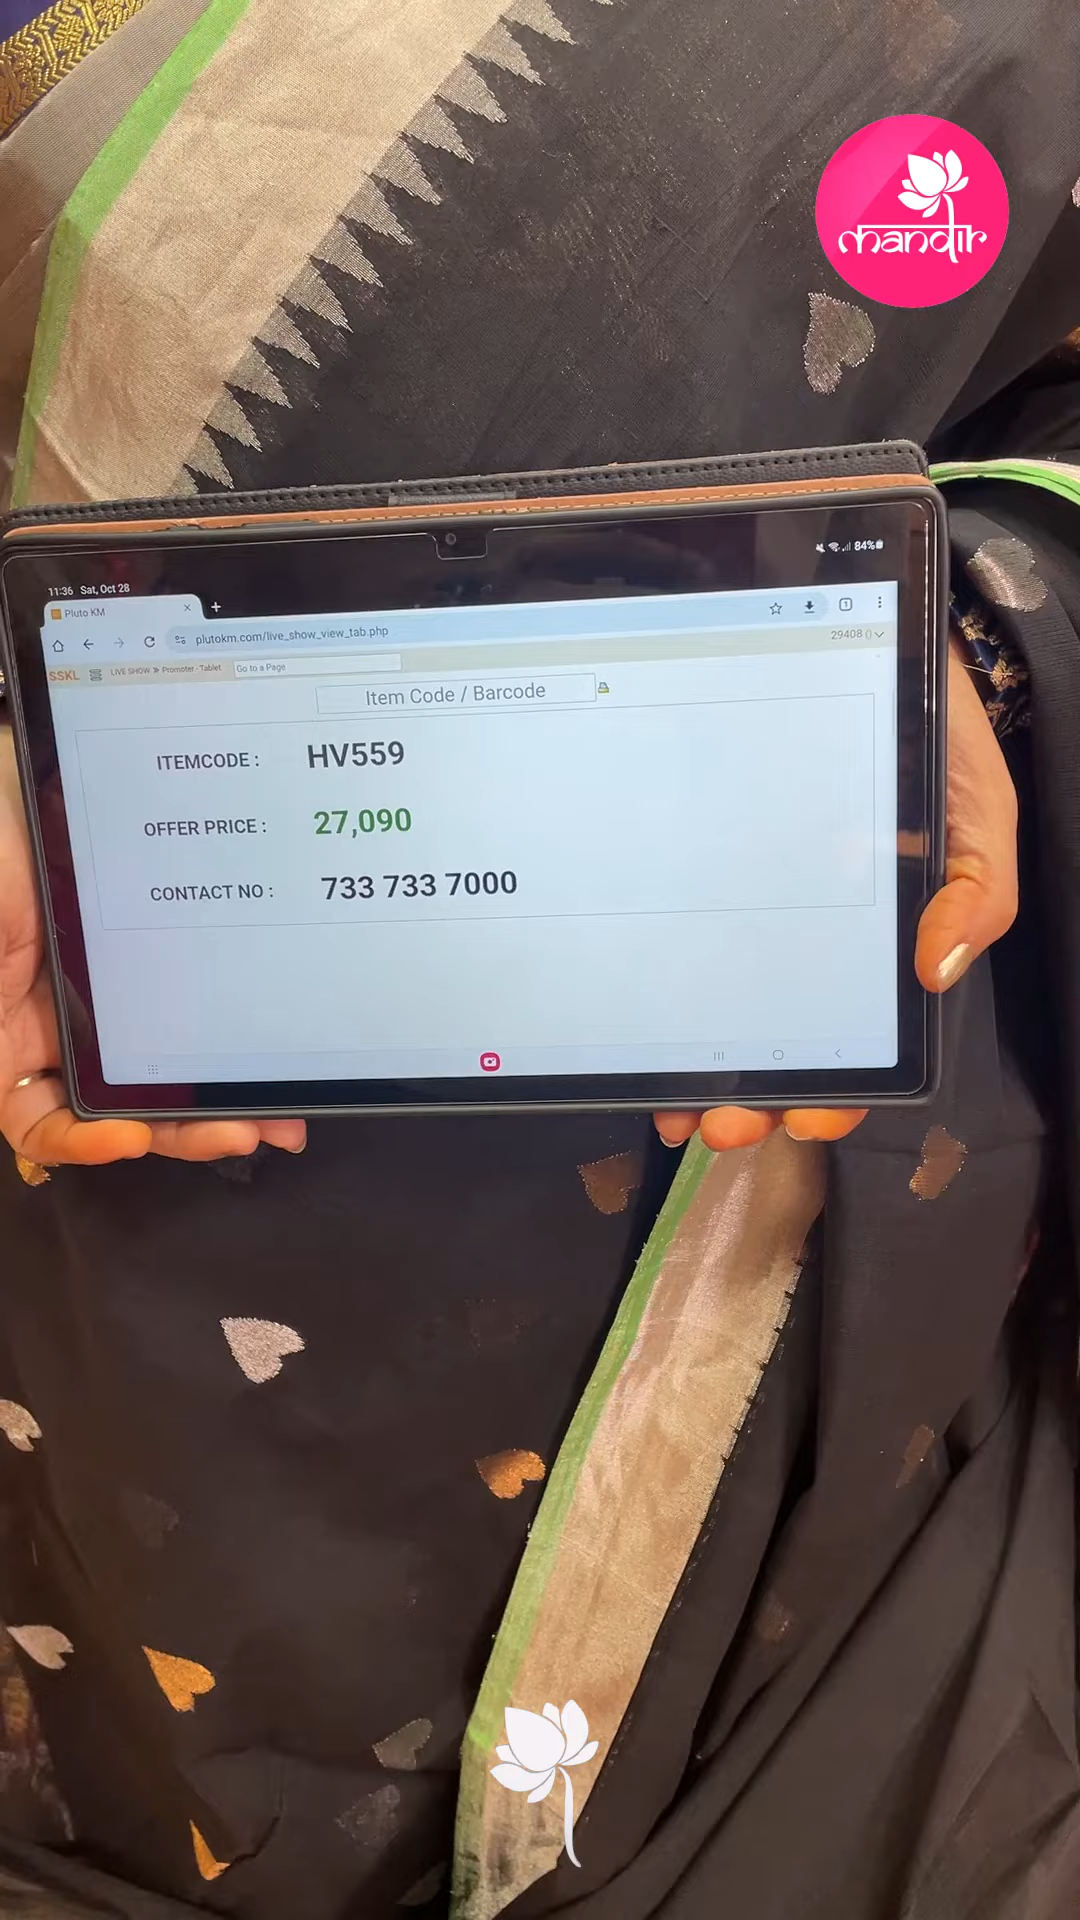 mandir
11:36 Sat, Oct 28
84%
Pluto KM
plutokm.com/live_show_view_tab.php
29408 ()
SSKL
LIVE SHOW >> Promoter - Tablet
Go to a Page
Item Code / Barcode
ITEMCODE : HV559
OFFER PRICE : 27,090
CONTACT NO : 733 733 7000